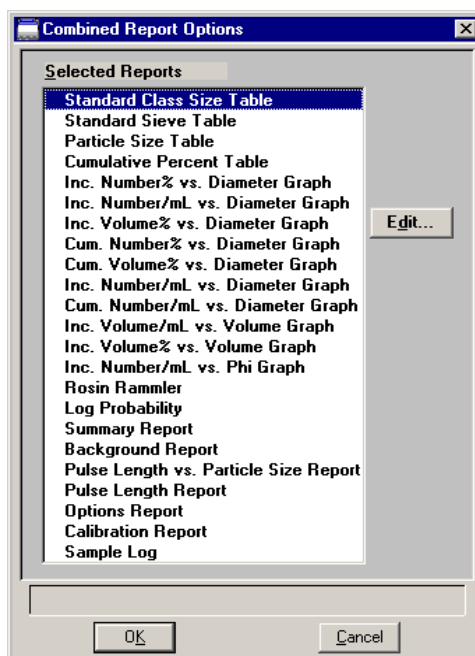 Combined Report Options
Selected Reports
Standard Class Size Table
Standard Sieve Table
Particle Size Table
Cumulative Percent Table
Inc. Number% vs. Diameter Graph
Inc. Number/mL vs. Diameter Graph
Inc. Volume% vs. Diameter Graph
Cum. Number% vs. Diameter Graph
Cum. Volume% vs. Diameter Graph
Inc. Number/mL vs. Diameter Graph
Cum. Number/mL vs. Diameter Graph
Inc. Volume/mL vs. Volume Graph
Inc. Volume% vs. Volume Graph
Inc. Number/mL vs. Phi Graph
Rosin Rammler
Log Probability
Summary Report
Background Report
Pulse Length vs. Particle Size Report
Pulse Length Report
Options Report
Calibration Report
Sample Log
Edit...
OK
Cancel